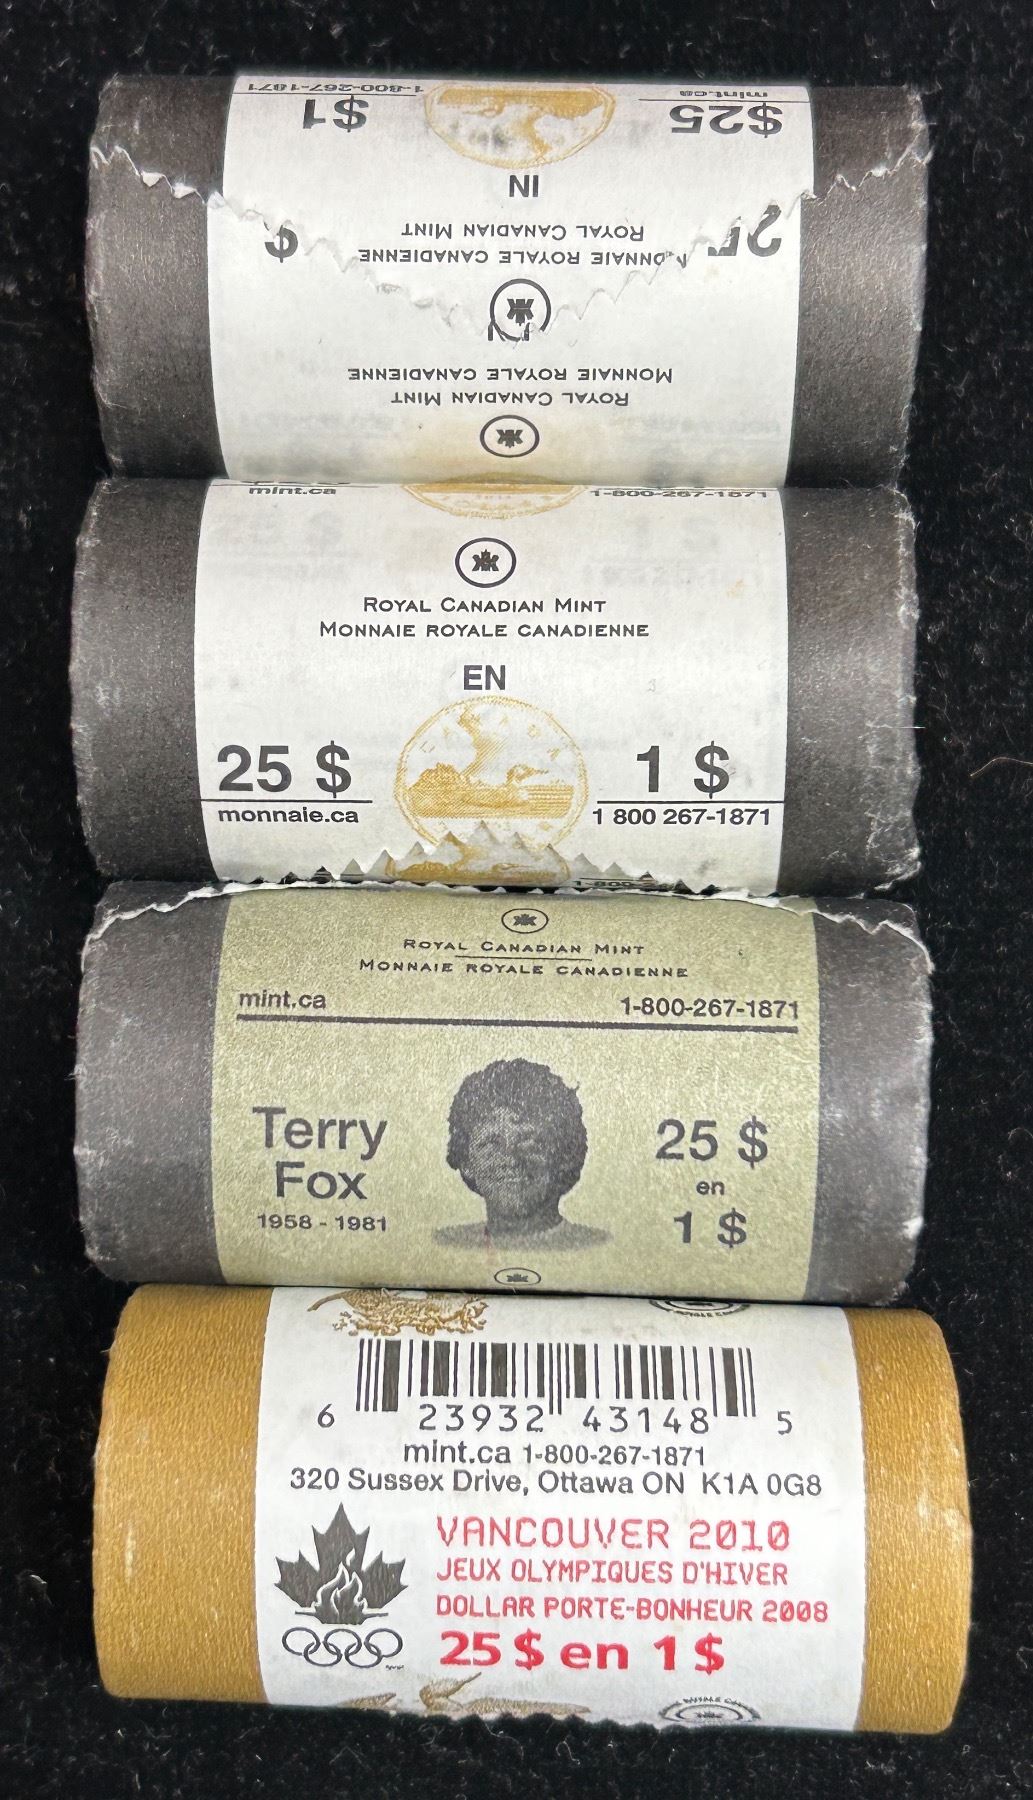 1-800-267-1871
mint.ca
$1
$25
IN
ROYAL CANADIAN MINT
MONNAIE ROYALE CANADIENNE
MONNAIE ROYALE CANADIENNE
ROYAL CANADIAN MINT
mint.ca
1-800-267-1871
ROYAL CANADIAN MINT
MONNAIE ROYALE CANADIENNE
EN
25 $
1 $
monnaie.ca
1 800 267-1871
ROYAL CANADIAN MINT
MONNAIE ROYALE CANADIENNE
mint.ca
1-800-267-1871
Terry
Fox
1958 - 1981
25 $
en
1 $
6 23932 43148 5
mint.ca 1-800-267-1871
320 Sussex Drive, Ottawa ON K1A 0G8
VANCOUVER 2010
JEUX OLYMPIQUES D'HIVER
DOLLAR PORTE-BONHEUR 2008
25 $ en 1 $